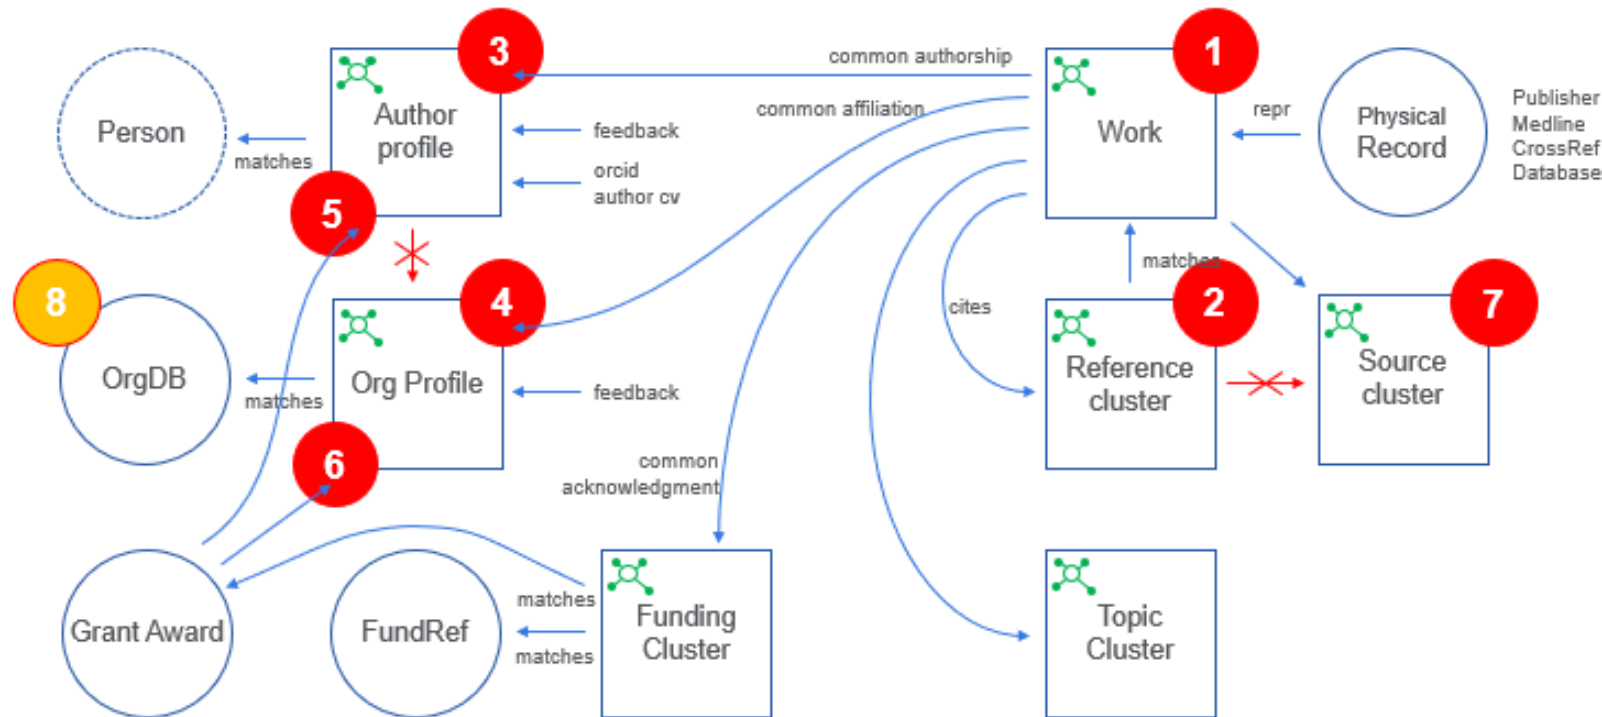 3
1
common authorship
Publisher
common affiliation
repr
Medline
Person
Author
profile
feedback
Work
Physical
Record
CrossRef
Database
matches
orcid
author cv
5
matches
8
4
2
7
cites
OrgDB
Org Profile
Reference
cluster
Source
cluster
matches
feedback
6
common
acknowledgment
matches
Grant Award
FundRef
Funding
Cluster
Topic
Cluster
matches